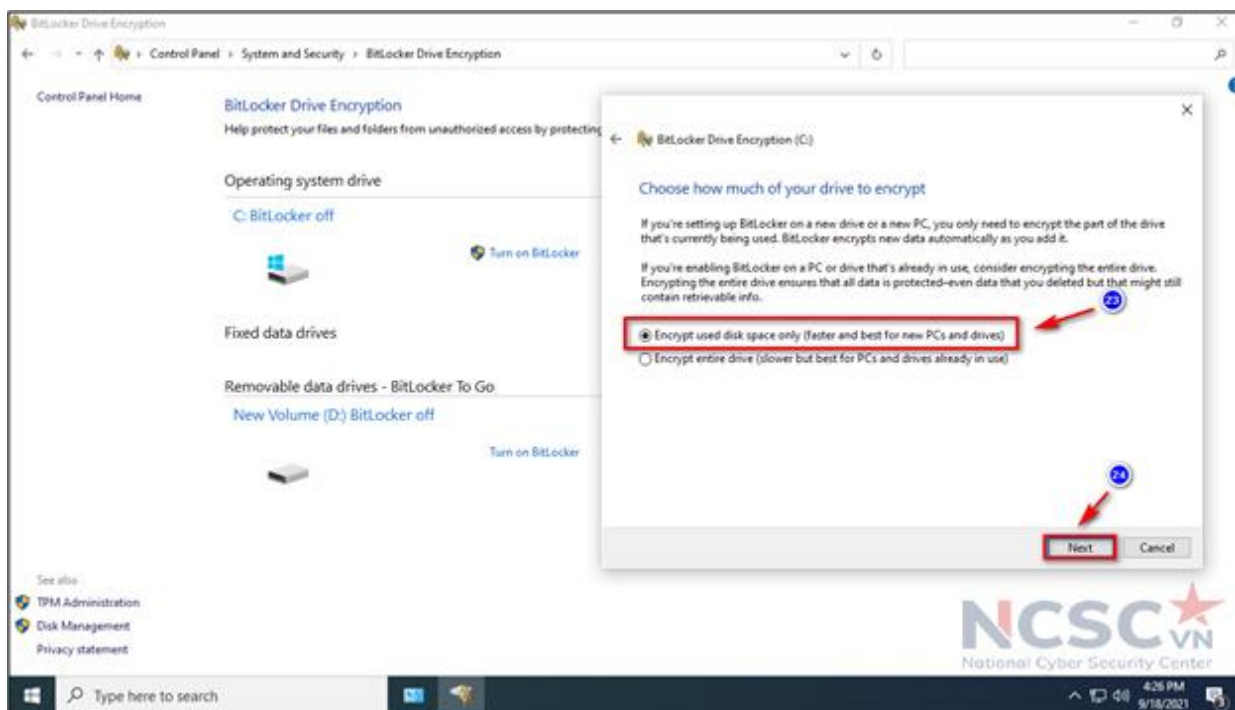 BitLocker Drive Encryption
Control Panel › System and Security › BitLocker Drive Encryption
Control Panel Home
BitLocker Drive Encryption
Help protect your files and folders from unauthorized access by protecting
Operating system drive
C: BitLocker off
Turn on BitLocker
Fixed data drives
Removable data drives - BitLocker To Go
New Volume (D:) BitLocker off
Turn on BitLocker
See also
TPM Administration
Disk Management
Privacy statement
BitLocker Drive Encryption (C:)
Choose how much of your drive to encrypt
If you're setting up BitLocker on a new drive or a new PC, you only need to encrypt the part of the drive
that's currently being used. BitLocker encrypts new data automatically as you add it.
If you're enabling BitLocker on a PC or drive that's already in use, consider encrypting the entire drive.
Encrypting the entire drive ensures that all data is protected–even data that you deleted but that might still
contain retrievable info.
23
Encrypt used disk space only (faster and best for new PCs and drives)
Encrypt entire drive (slower but best for PCs and drives already in use)
24
Next Cancel
NCSC VN
National Cyber Security Center
Type here to search
4:26 PM
9/18/2021